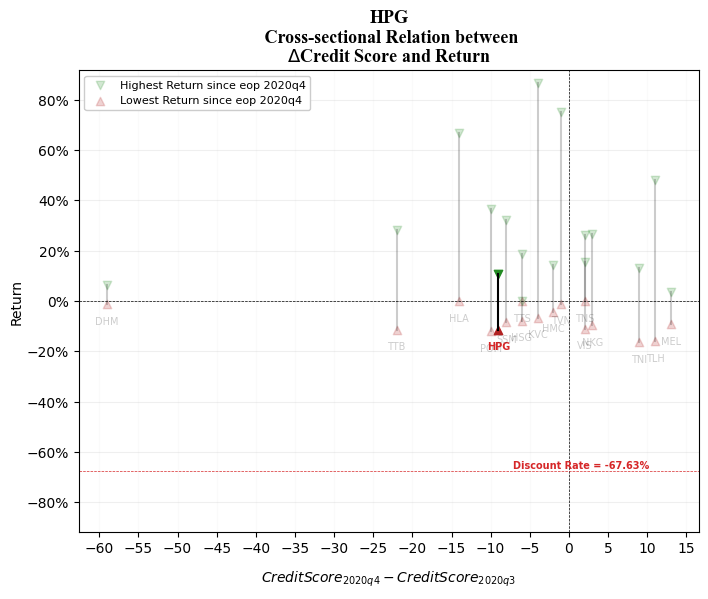 HPG
Cross-sectional Relation between
ΔCredit Score and Return
Highest Return since eop 2020q4
Lowest Return since eop 2020q4
Return
80%
60%
40%
20%
0%
−20%
−40%
−60%
−80%
DHM
TTB
HLA
HPG
HSG
TTS
KVC
HMC
TNS
VIS
NKG
TNI
TLH
MEL
Discount Rate = -67.63%
−60 −55 −50 −45 −40 −35 −30 −25 −20 −15 −10 −5 0 5 10 15
CreditScore2020q4 − CreditScore2020q3